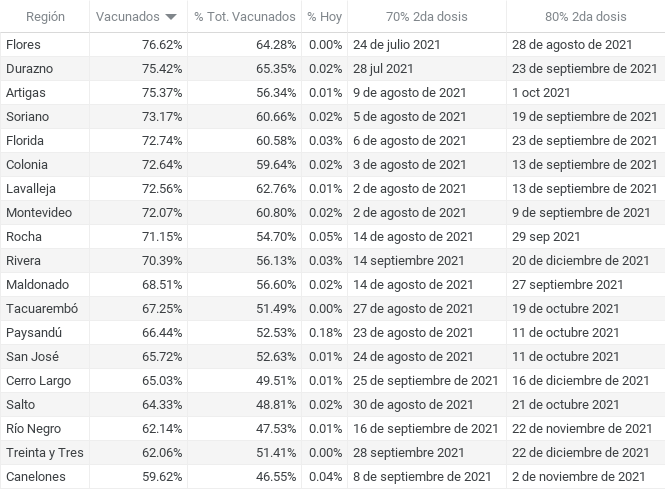 Región Vacunados % Tot. Vacunados % Hoy 70% 2da dosis 80% 2da dosis
Flores 76.62% 64.28% 0.00% 24 de julio 2021 28 de agosto de 2021
Durazno 75.42% 65.35% 0.02% 28 jul 2021 23 de septiembre de 2021
Artigas 75.37% 56.34% 0.01% 9 de agosto de 2021 1 oct 2021
Soriano 73.17% 60.66% 0.02% 5 de agosto de 2021 19 de septiembre de 2021
Florida 72.74% 60.58% 0.03% 6 de agosto de 2021 23 de septiembre de 2021
Colonia 72.64% 59.64% 0.02% 3 de agosto de 2021 13 de septiembre de 2021
Lavalleja 72.56% 62.76% 0.01% 2 de agosto de 2021 13 de septiembre de 2021
Montevideo 72.07% 60.80% 0.02% 2 de agosto de 2021 9 de septiembre de 2021
Rocha 71.15% 54.70% 0.05% 14 de agosto de 2021 29 sep 2021
Rivera 70.39% 56.13% 0.03% 14 septiembre 2021 20 de diciembre de 2021
Maldonado 68.51% 56.60% 0.02% 14 de agosto de 2021 27 septiembre 2021
Tacuarembó 67.25% 51.49% 0.00% 27 de agosto de 2021 19 de octubre 2021
Paysandú 66.44% 52.53% 0.18% 23 de agosto de 2021 11 de octubre 2021
San José 65.72% 52.63% 0.01% 24 de agosto de 2021 11 de octubre 2021
Cerro Largo 65.03% 49.51% 0.01% 25 de septiembre de 2021 16 de diciembre de 2021
Salto 64.33% 48.81% 0.02% 30 de agosto de 2021 21 de octubre 2021
Río Negro 62.14% 47.53% 0.01% 16 de septiembre de 2021 22 de noviembre de 2021
Treinta y Tres 62.06% 51.41% 0.00% 28 septiembre 2021 22 de diciembre de 2021
Canelones 59.62% 46.55% 0.04% 8 de septiembre de 2021 2 de noviembre de 2021